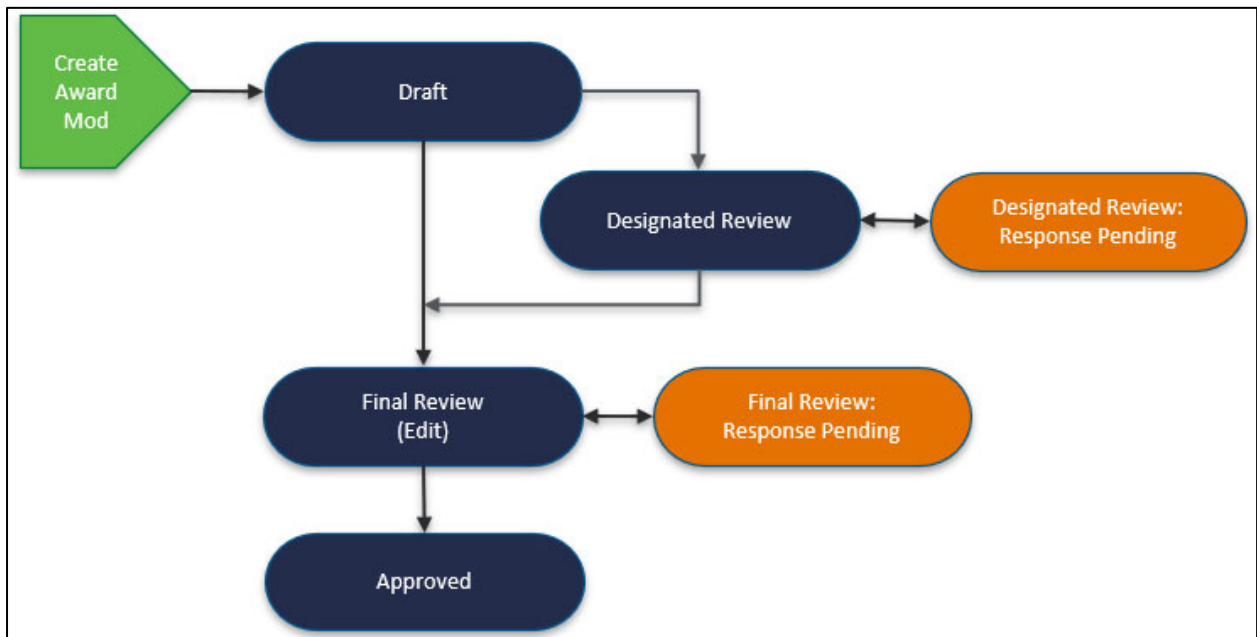 Create
Award
Mod
Draft
Designated Review
Designated Review:
Response Pending
Final Review
(Edit)
Final Review:
Response Pending
Approved